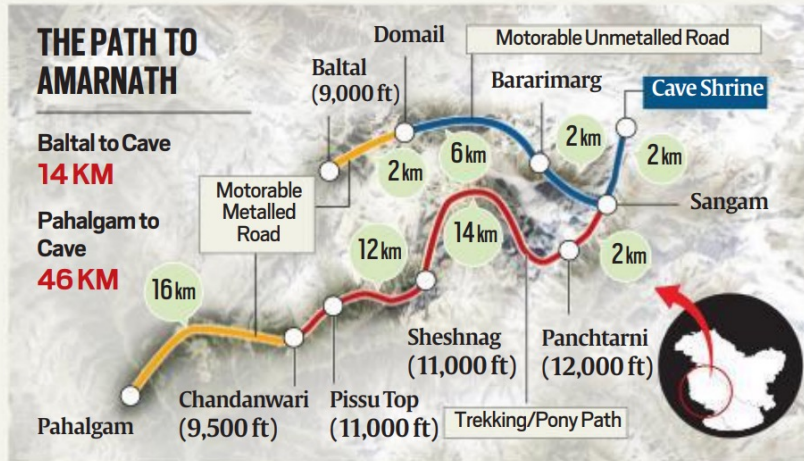 THE PATH TO
AMARNATH
Baltal to Cave
14 KM
Pahalgam to
Cave
46 KM
Domail
Motorable Unmetalled Road
Baltal
(9,000 ft)
Bararimarg
Cave Shrine
2 km
6 km
2 km
2 km
Motorable
Metalled
Road
Sangam
16 km
12 km
14 km
2 km
Sheshnag
(11,000 ft)
Panchtarni
(12,000 ft)
Chandanwari
(9,500 ft)
Pissu Top
(11,000 ft)
Trekking/Pony Path
Pahalgam